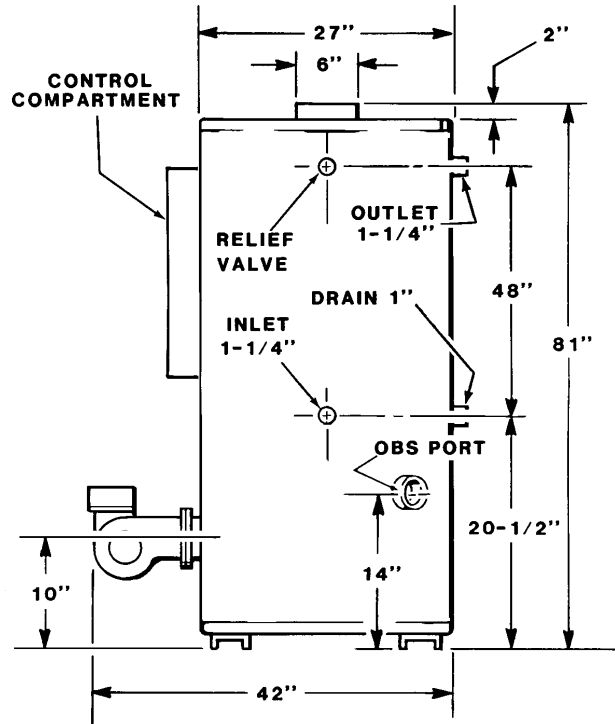 27”
2”
6”
CONTROL
COMPARTMENT
OUTLET
1-1/4”
RELIEF
VALVE
DRAIN 1”
48”
INLET
1-1/4”
81”
OBS PORT
20-1/2”
14”
10”
42”